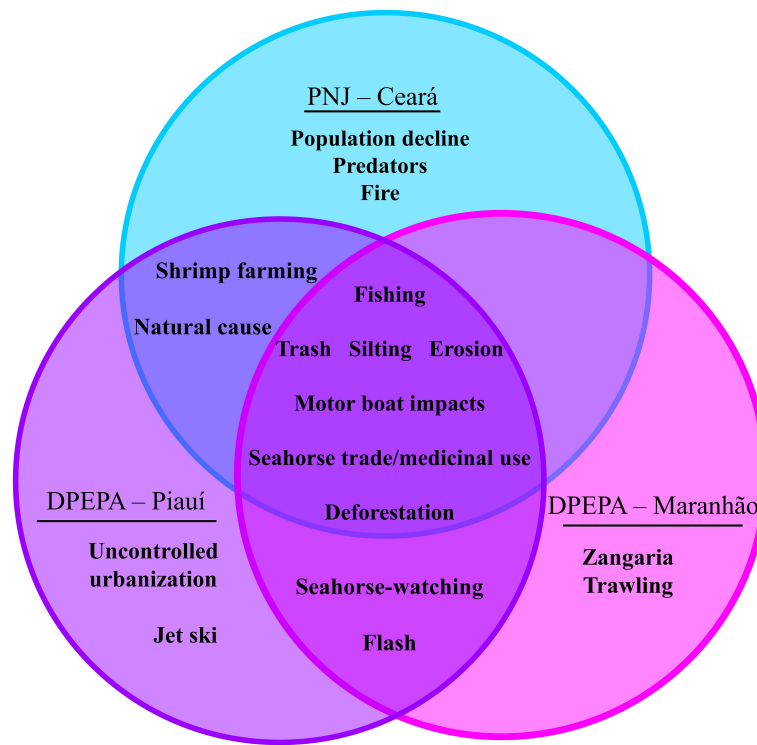 PNJ – Ceará
Population decline
Predators
Fire
Shrimp farming
Fishing
Natural cause
Trash Silting Erosion
Motor boat impacts
Seahorse trade/medicinal use
DPEPA – Piauí
Deforestation
DPEPA – Maranhão
Uncontrolled
urbanization
Zangaria
Trawling
Seahorse-watching
Jet ski
Flash